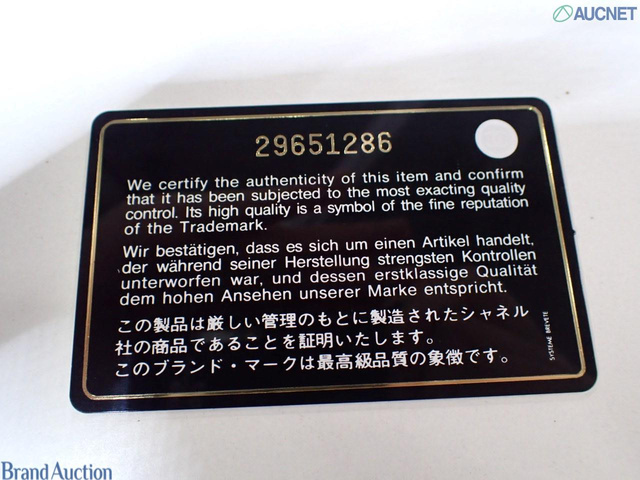 AUCNET
29651286
We certify the authenticity of this item and confirm
that it has been subjected to the most exacting quality
control. Its high quality is a symbol of the fine reputation
of the Trademark.
Wir bestätigen, dass es sich um einen Artikel handelt,
der während seiner Herstellung strengsten Kontrollen
unterworfen war, und dessen erstklassige Qualität
dem hohen Ansehen unserer Marke entspricht.
この製品は厳しい管理のもとに製造されたシャネル
社の商品であることを証明いたします。
このブランド・マークは最高級品質の象徴です。
SYSTEME BREVETE
Brand Auction